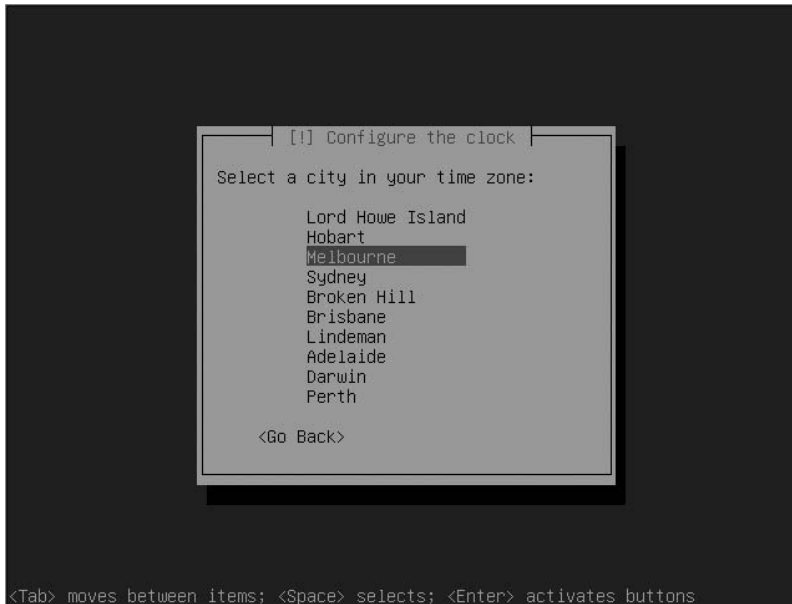 [!] Configure the clock
Select a city in your time zone:
Lord Howe Island
Hobart
Melbourne
Sydney
Broken Hill
Brisbane
Lindeman
Adelaide
Darwin
Perth
<Go Back>
<Tab> moves between items; <Space> selects; <Enter> activates buttons